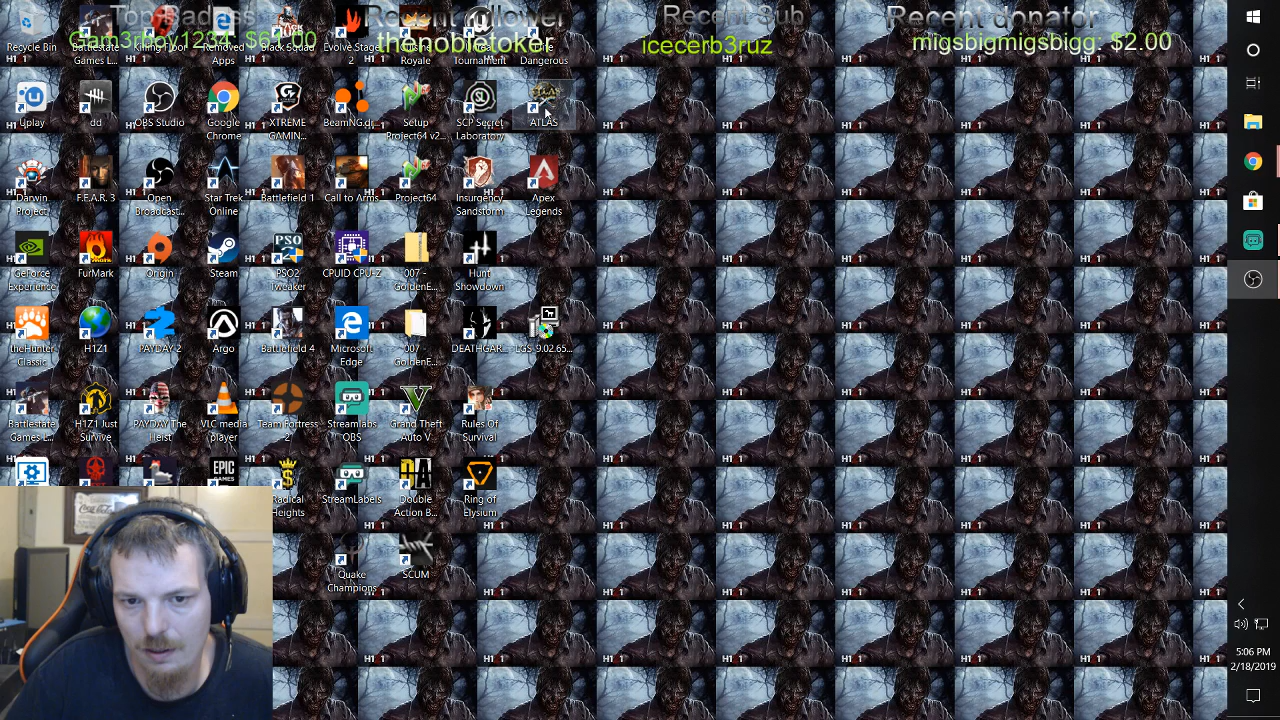 Top Badass
Recent Follower
Recent Sub
Recent donator
Gam3rboy1234: $61.00
thenobletoker
icecerb3ruz
migsbigmigsbigg: $2.00
Recycle Bin
Battlestate
Games L...
Killing Floor
Removed
Apps
Black Squad
Evolve Stage
2
Royale
Tournament
Dangerous
Uplay
dd
OBS Studio
Google
Chrome
XTREME
GAMIN...
BeamNG.dr...
Setup
Project64 v2...
SCP Secret
Laboratory
ATLAS
Darwin
Project
F.E.A.R. 3
Open
Broadcast...
Star Trek
Online
Battlefield 1
Call to Arms
Project64
Insurgency
Sandstorm
Apex
Legends
GeForce
Experience
FurMark
Origin
Steam
PSO2
Tweaker
CPUID CPU-Z
007 -
GoldenE...
Hunt
Showdown
theHunter
Classic
H1Z1
PAYDAY 2
Argo
Battlefield 4
Microsoft
Edge
007
GoldenE...
DEATHGAR...
LGS_9.02.65...
Battlestate
Games L...
H1Z1 Just
Survive
PAYDAY The
Heist
VLC media
player
Team Fortress
2
Streamlabs
OBS
Grand Theft
Auto V
Rules Of
Survival
EPIC
GAMES
Radical
Heights
StreamLabels
Double
Action B...
Ring of
Elysium
Quake
Champions
SCUM
Coca-Cola
5:06 PM
2/18/2019